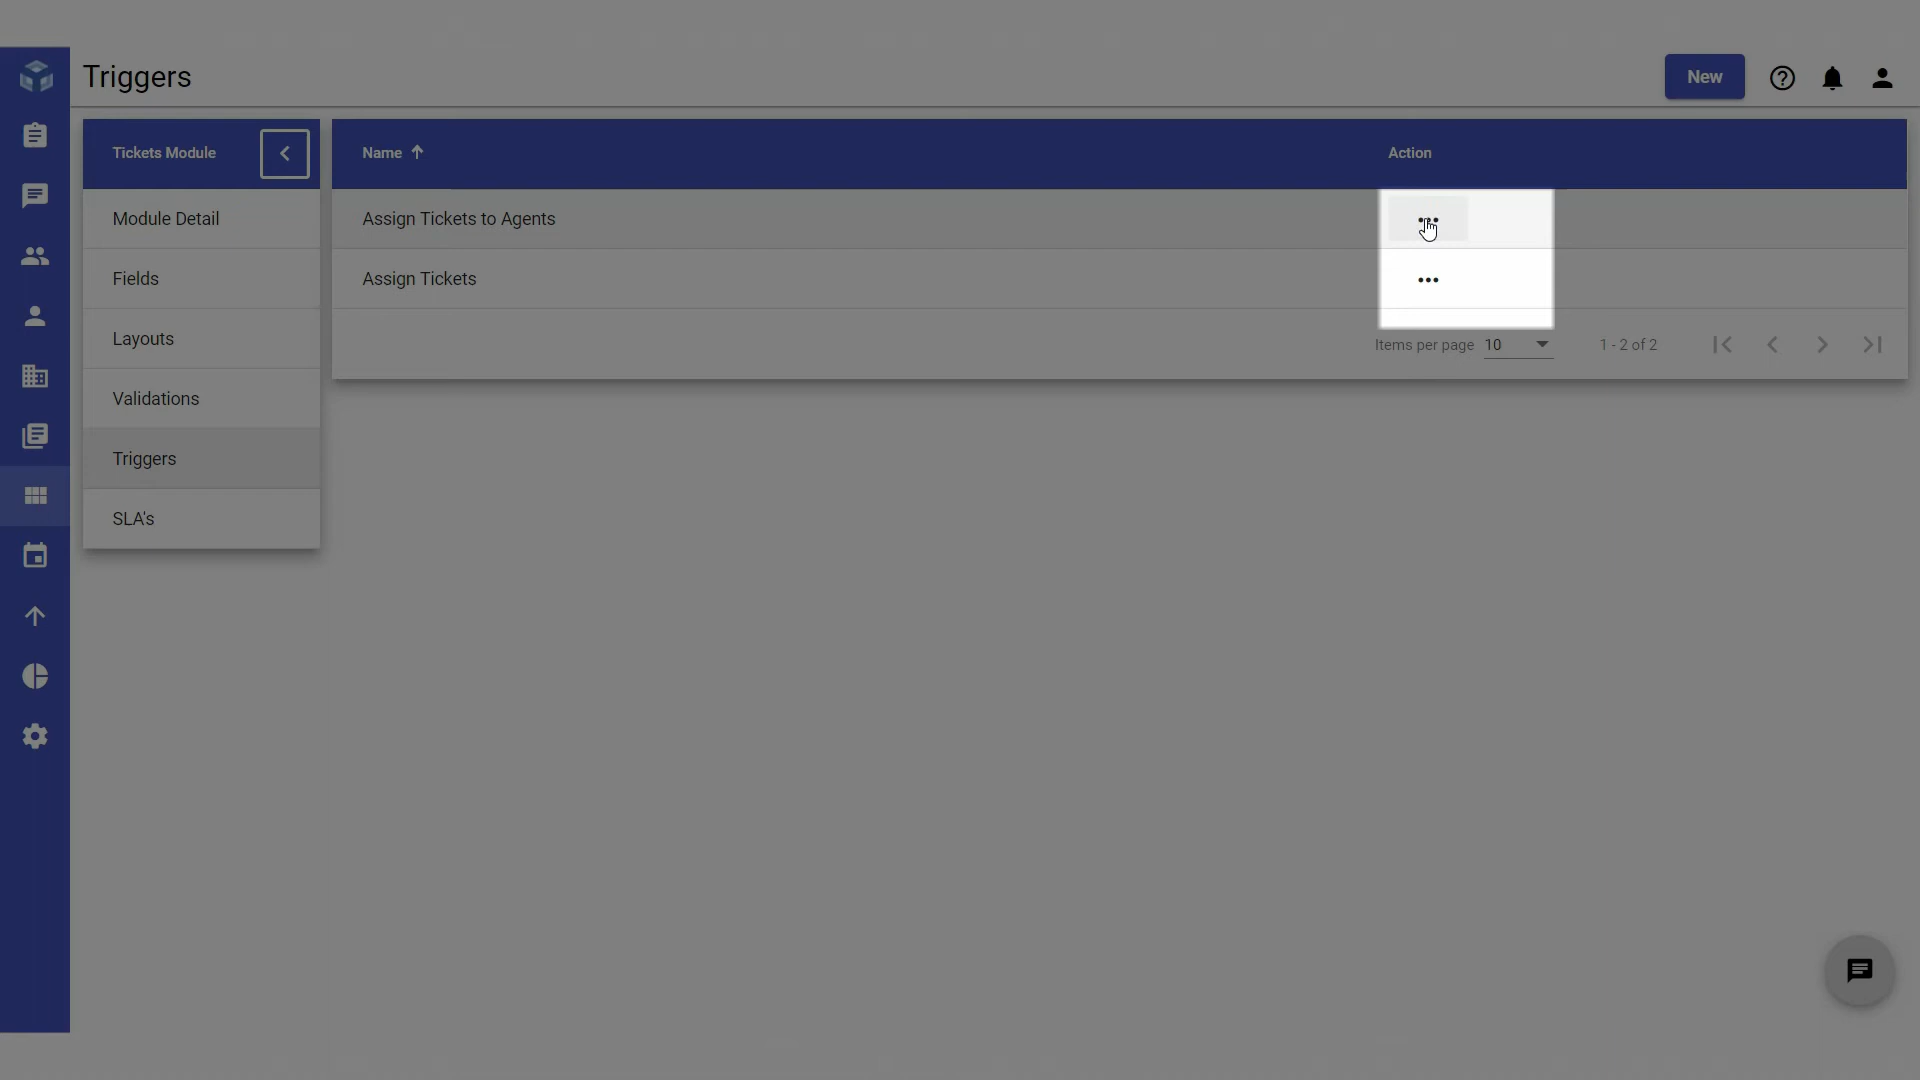 Triggers
New
Tickets Module
Name
Action
Module Detail
Assign Tickets to Agents
Fields
Assign Tickets
Layouts
Items per page
10
1 - 2 of 2
Validations
Triggers
SLA's